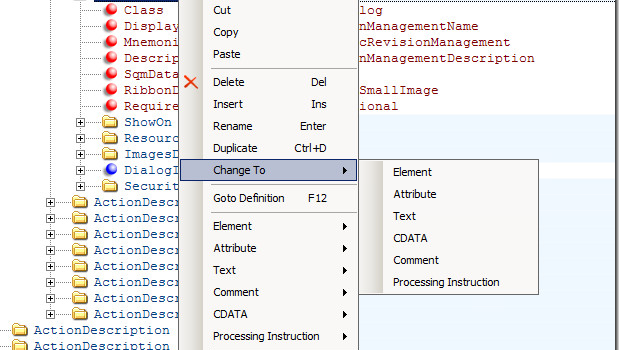 Class
Display
Mnemoni
Descrip
SqmData
RibbonD
Require
ShowOn
Resourc
ImagesD
DialogI
Securit
ActionDescr
ActionDescr
ActionDescr
ActionDescr
ActionDescr
ActionDescr
ActionDescr
ActionDescr
ActionDescription
ActionDescription
Cut
Copy
Paste
Delete Del
Insert Ins
Rename Enter
Duplicate Ctrl+D
Change To
Goto Definition F12
Element
Attribute
Text
Comment
CDATA
Processing Instruction
log
nManagementName
cRevisionManagement
nManagementDescription
SmallImage
ional
Element
Attribute
Text
CDATA
Comment
Processing Instruction